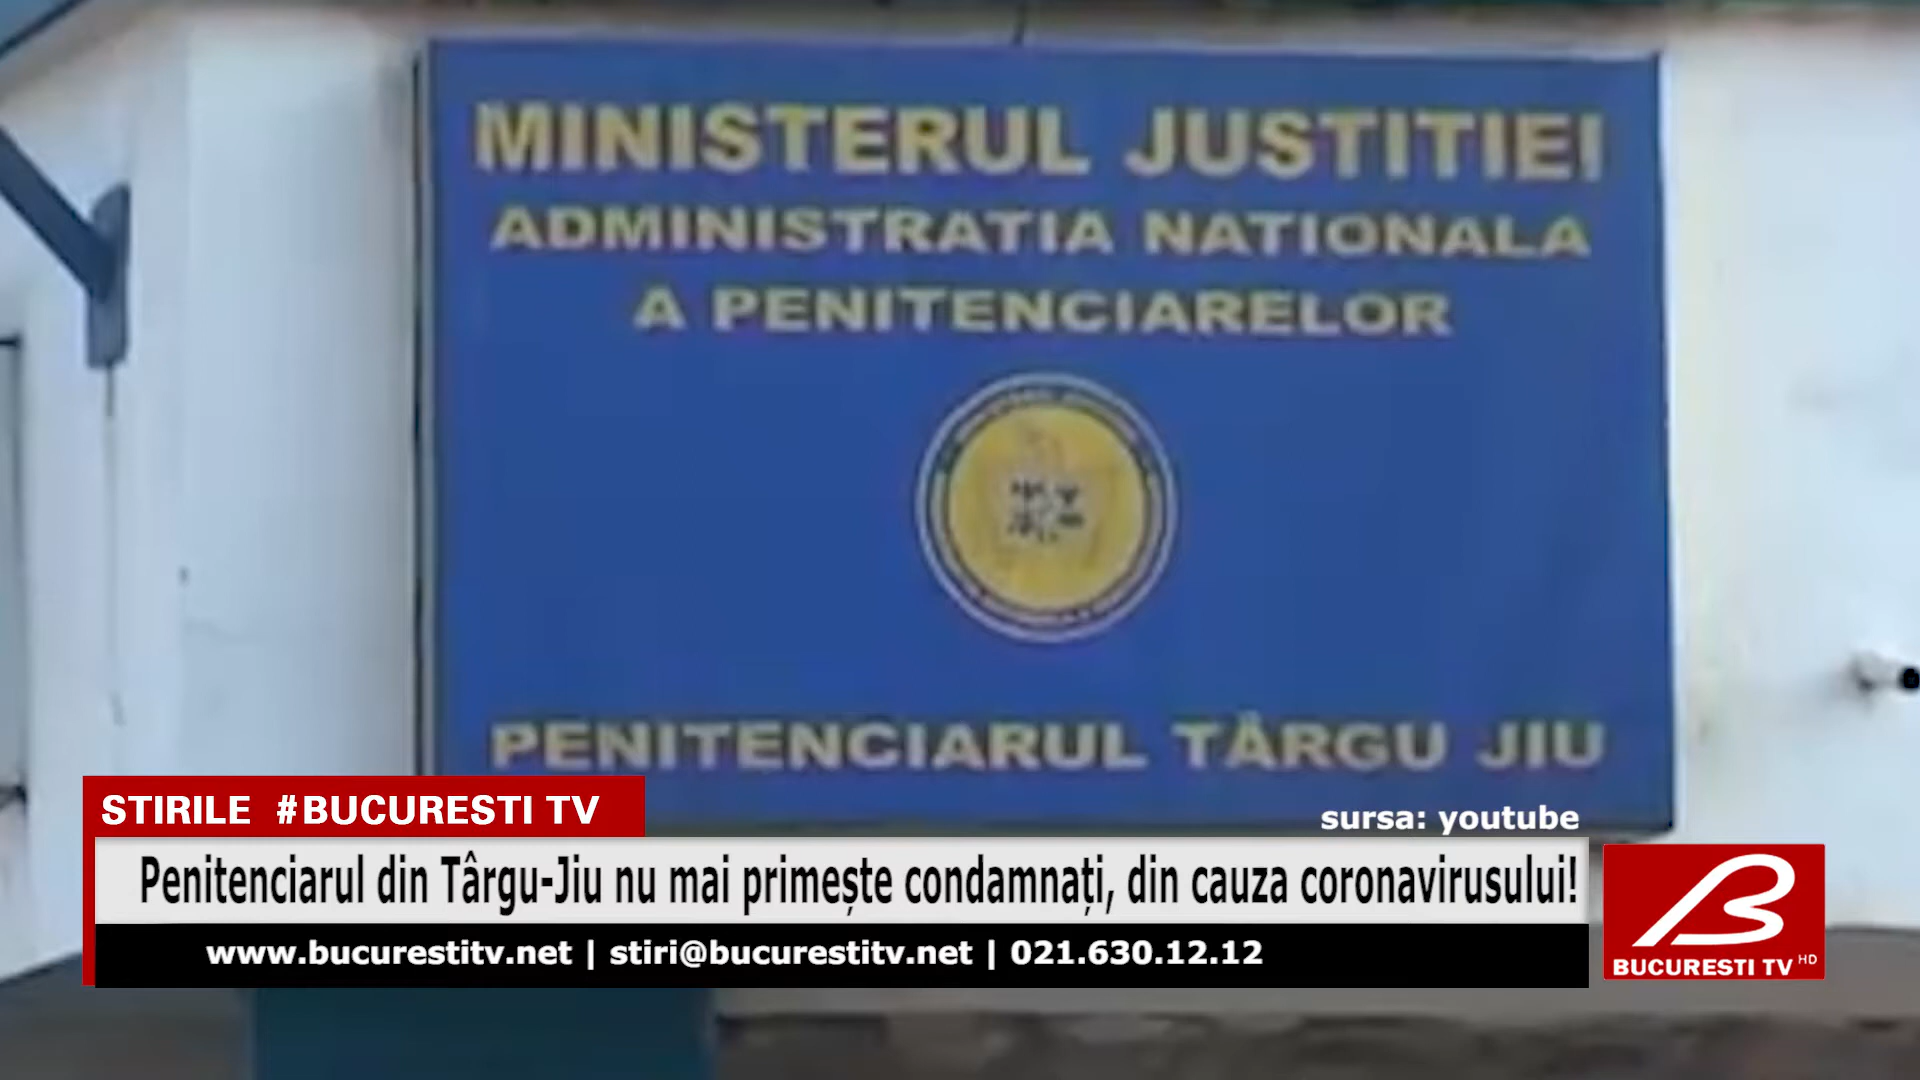 MINISTERUL JUSTITIEI
ADMINISTRATIA NATIONALA
A PENITENCIARELOR
PENITENCIARUL TÂRGU JIU
STIRILE #BUCURESTI TV
sursa: youtube
Penitenciarul din Târgu-Jiu nu mai primește condamnați, din cauza coronavirusului!
www.bucurestitv.net | stiri@bucurestitv.net | 021.630.12.12
B
BUCURESTI TV HD